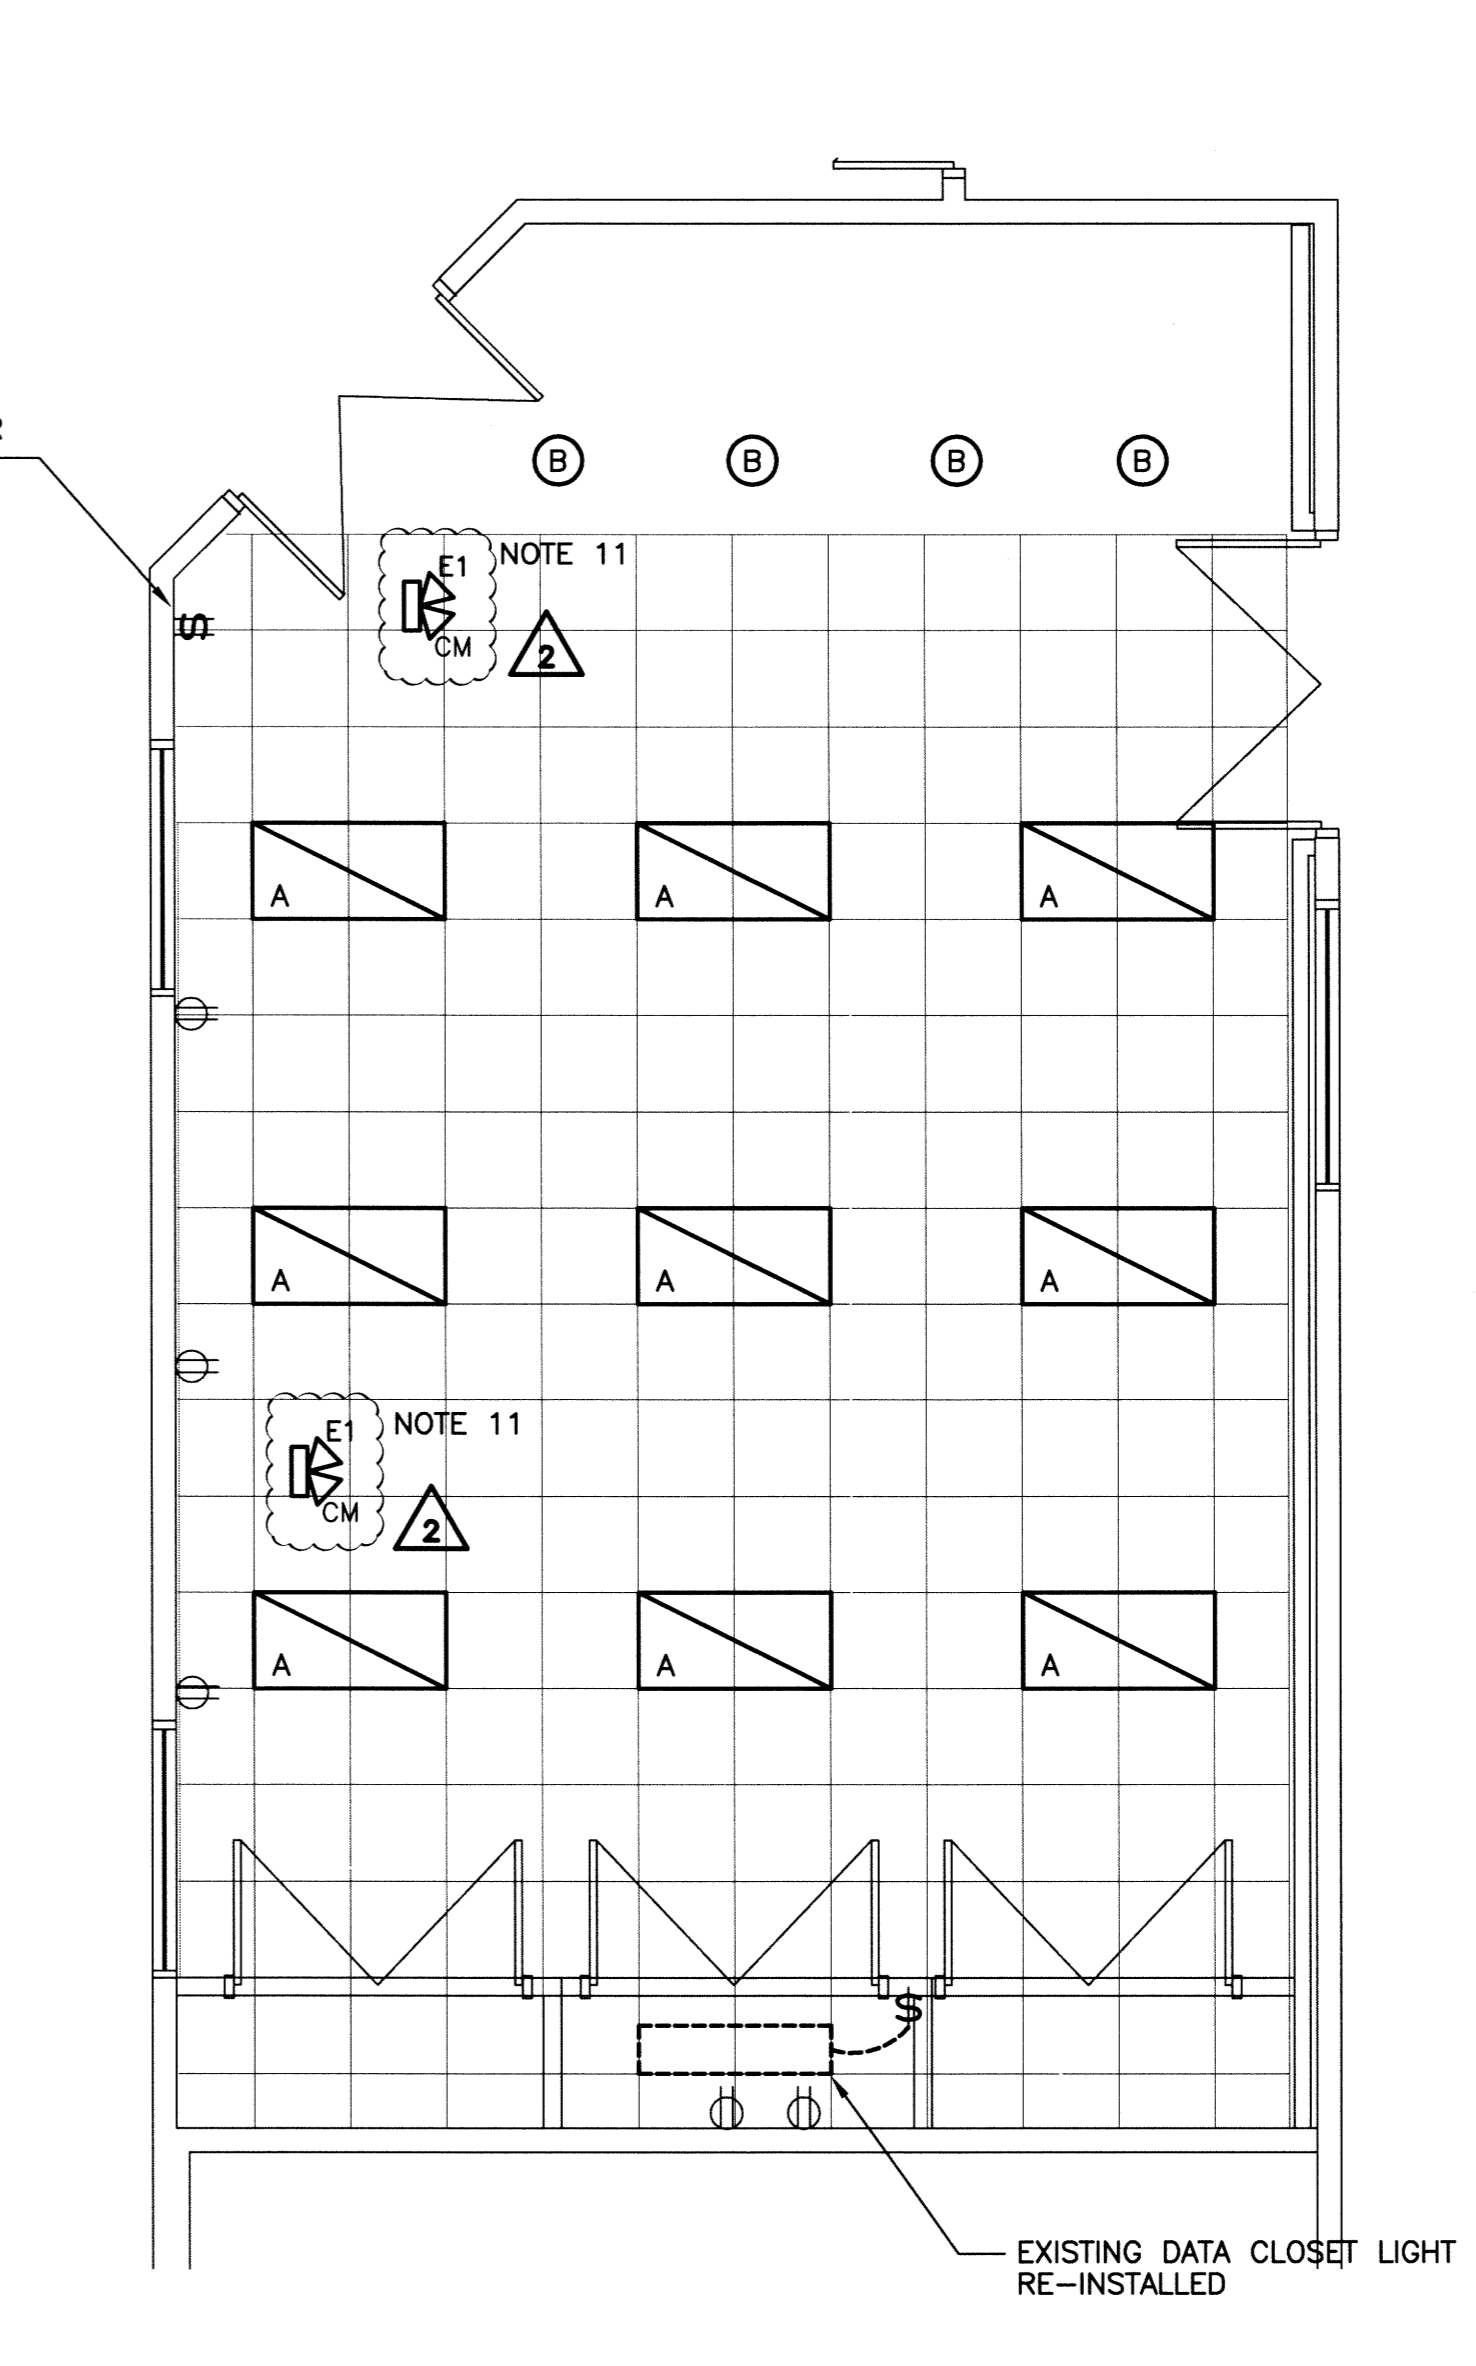 R
B B B B
E1 NOTE 11
CM 2
S
A A A
A A A
E1 NOTE 11
CM 2
A A A
S
EXISTING DATA CLOSET LIGHT
RE-INSTALLED